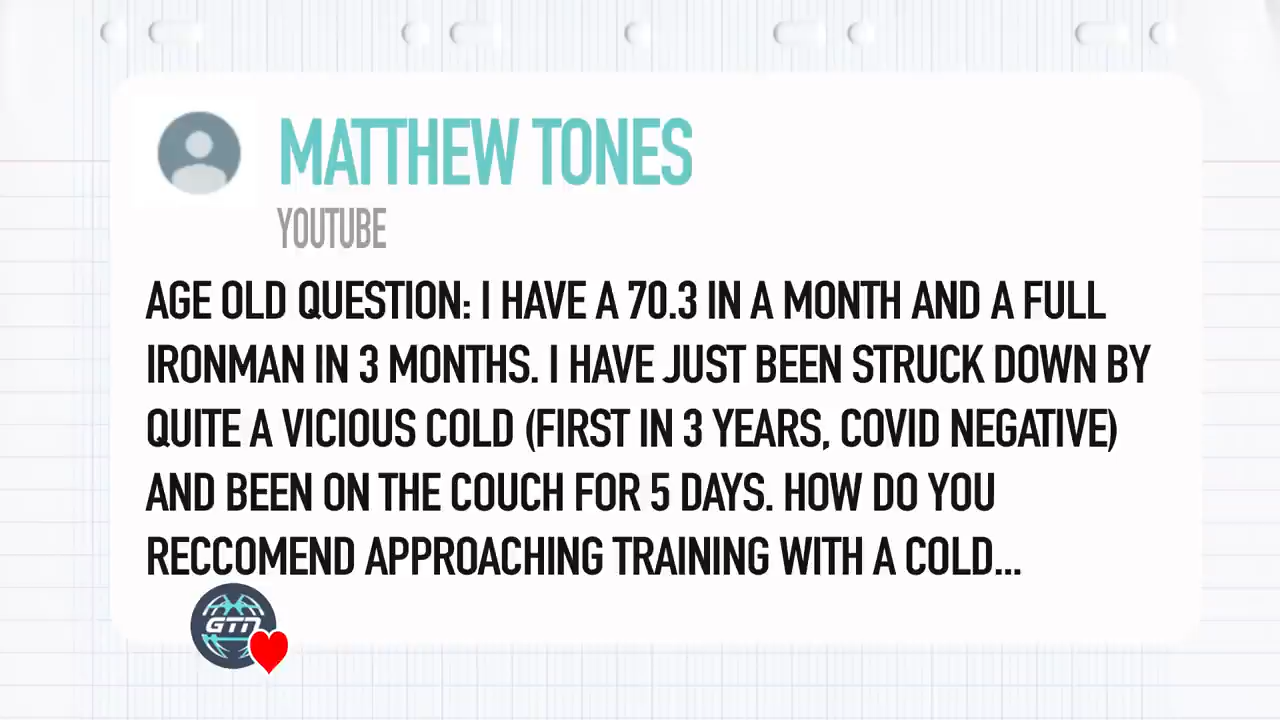 MATTHEW TONES
YOUTUBE
AGE OLD QUESTION: I HAVE A 70.3 IN A MONTH AND A FULL
IRONMAN IN 3 MONTHS. I HAVE JUST BEEN STRUCK DOWN BY
QUITE A VICIOUS COLD (FIRST IN 3 YEARS, COVID NEGATIVE)
AND BEEN ON THE COUCH FOR 5 DAYS. HOW DO YOU
RECCOMEND APPROACHING TRAINING WITH A COLD...
GTN